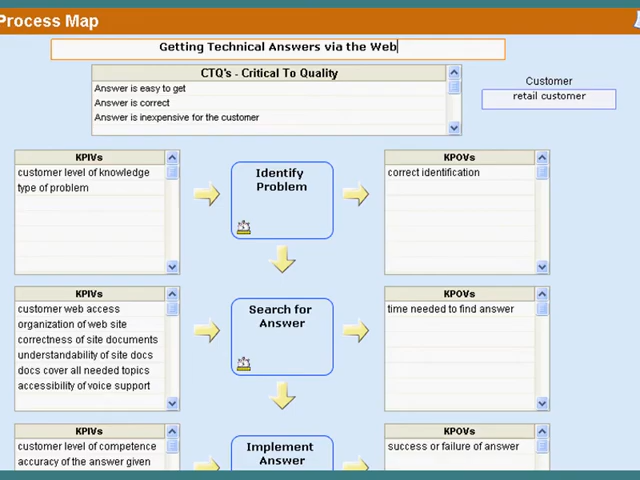 Process Map
Getting Technical Answers via the Web
CTQ's - Critical To Quality
Answer is easy to get
Answer is correct
Answer is inexpensive for the customer
Customer
retail customer
KPIVs
customer level of knowledge
type of problem
Identify
Problem
KPOVs
correct identification
KPIVs
customer web access
organization of web site
correctness of site documents
understandability of site docs
docs cover all needed topics
accessibility of voice support
Search for
Answer
KPOVs
time needed to find answer
KPIVs
customer level of competence
accuracy of the answer given
Implement
Answer
KPOVs
success or failure of answer